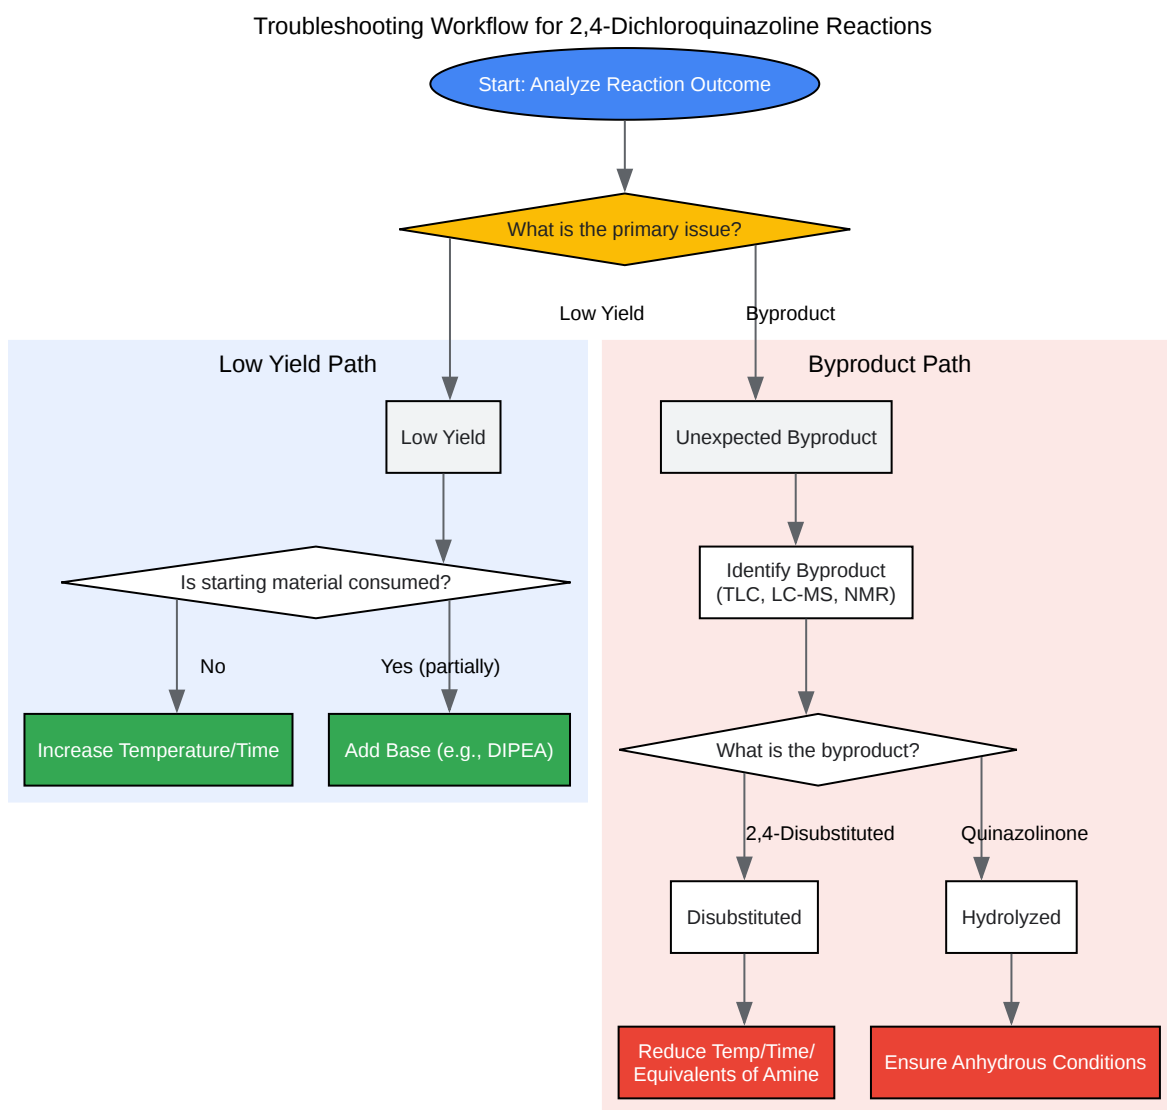 Troubleshooting Workflow for 2,4-Dichloroquinazoline Reactions
Start: Analyze Reaction Outcome
What is the primary issue?
Low Yield
Byproduct
Low Yield Path
Low Yield
Is starting material consumed?
No
Yes (partially)
Increase Temperature/Time
Add Base (e.g., DIPEA)
Byproduct Path
Unexpected Byproduct
Identify Byproduct
(TLC, LC-MS, NMR)
What is the byproduct?
2,4-Disubstituted
Quinazolinone
Disubstituted
Hydrolyzed
Reduce Temp/Time/
Equivalents of Amine
Ensure Anhydrous Conditions